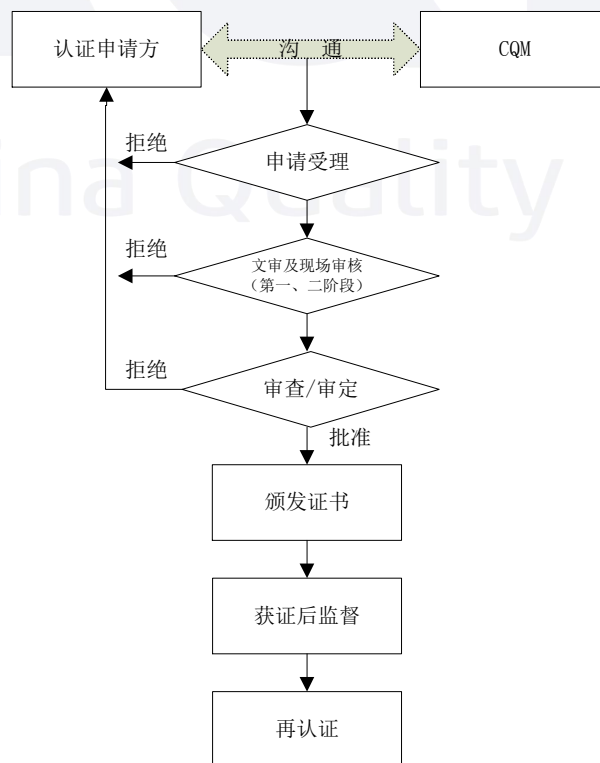 认证申请方
沟 通
CQM
拒绝
申请受理
ina Quality
拒绝
文审及现场审核
（第一、二阶段）
拒绝
审查/审定
批准
颁发证书
获证后监督
再认证